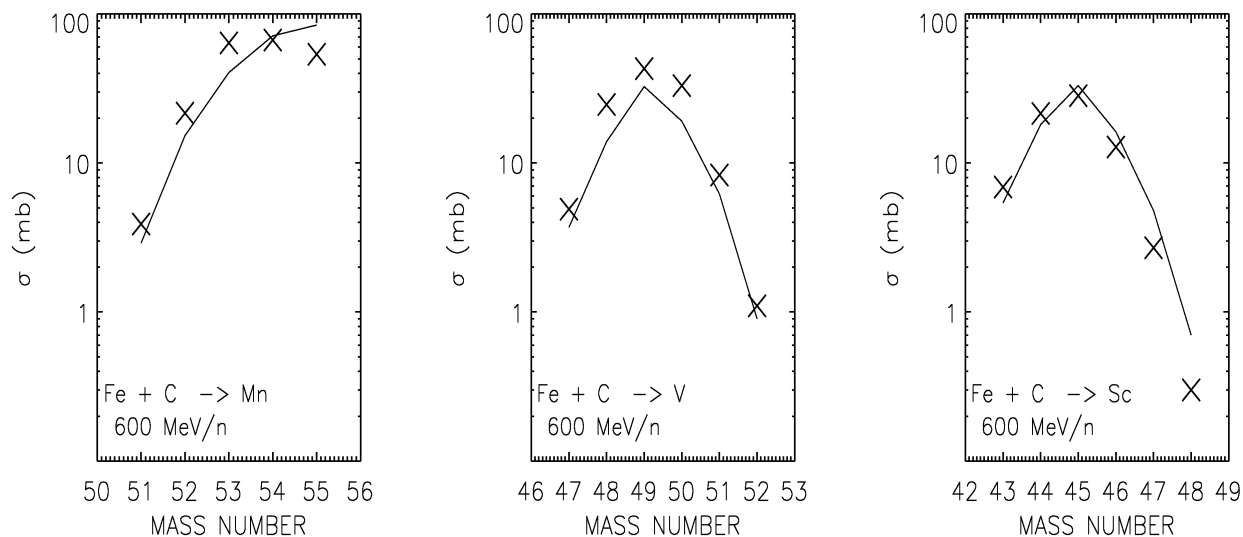 100
10
1
σ (mb)
Fe + C -> Mn
600 MeV/n
50 51 52 53 54 55 56
MASS NUMBER
100
10
1
σ (mb)
Fe + C -> V
600 MeV/n
46 47 48 49 50 51 52 53
MASS NUMBER
100
10
1
σ (mb)
Fe + C -> Sc
600 MeV/n
42 43 44 45 46 47 48 49
MASS NUMBER